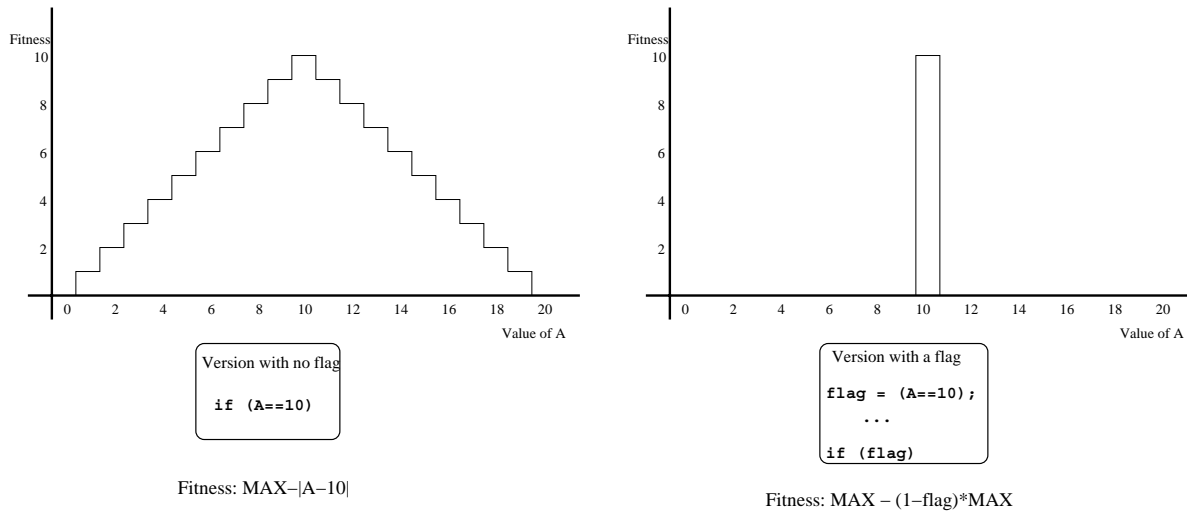 Fitness
10
8
6
4
2
0 2 4 6 8 10 12 14 16 18 20
Value of A
Version with no flag
if (A==10)
Fitness: MAX–|A–10|
Fitness
10
8
6
4
2
0 2 4 6 8 10 12 14 16 18 20
Value of A
Version with a flag
flag = (A==10);
...
if (flag)
Fitness: MAX – (1–flag)*MAX